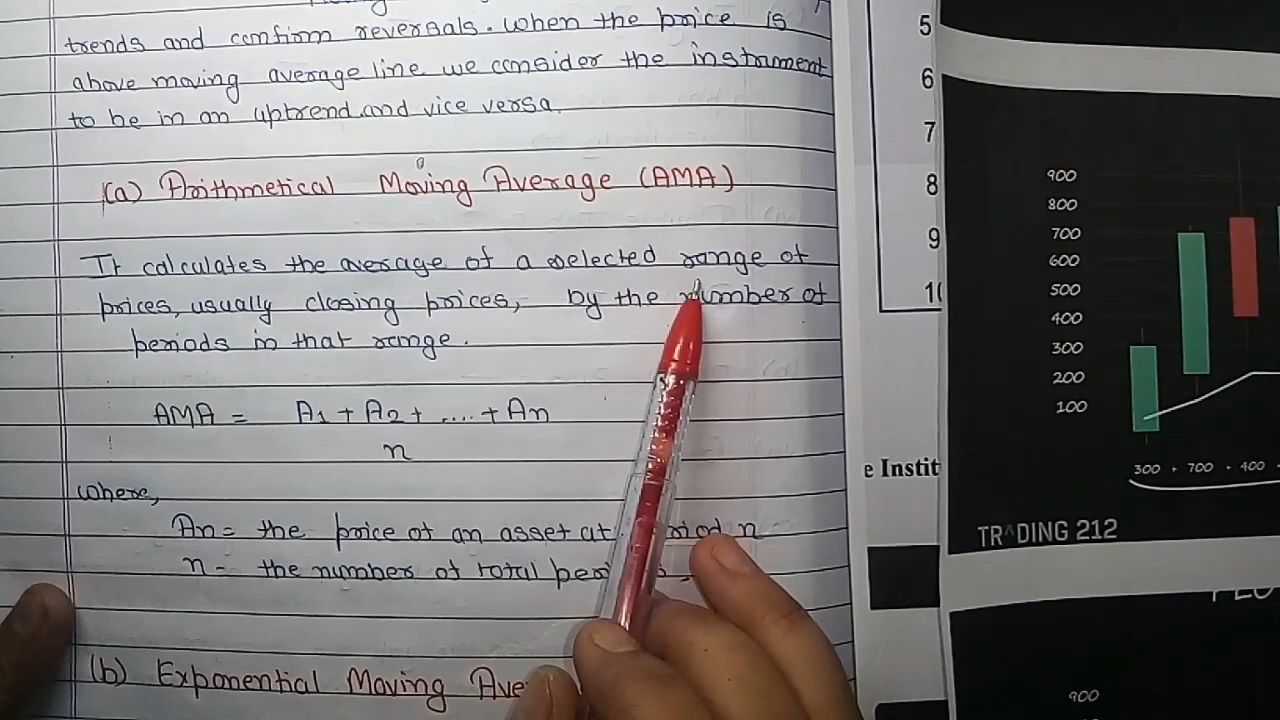 trends and confirm reversals. When the price is
above moving average line we consider the instrument
to be in an uptrend and vice versa.
(a) Arithmetical Moving Average (AMA)
It calculates the average of a selected range of
prices, usually closing prices, by the number of
periods in that range.
AMA = A1 + A2 + .... + An
n
where,
An = the price of an asset at period n
n - the number of total
(b) Exponential Moving
5
6
7
8
9
e Instit
900
800
700
600
500
400
300
200
100
300 + 700 + 400
TRADING 212
900